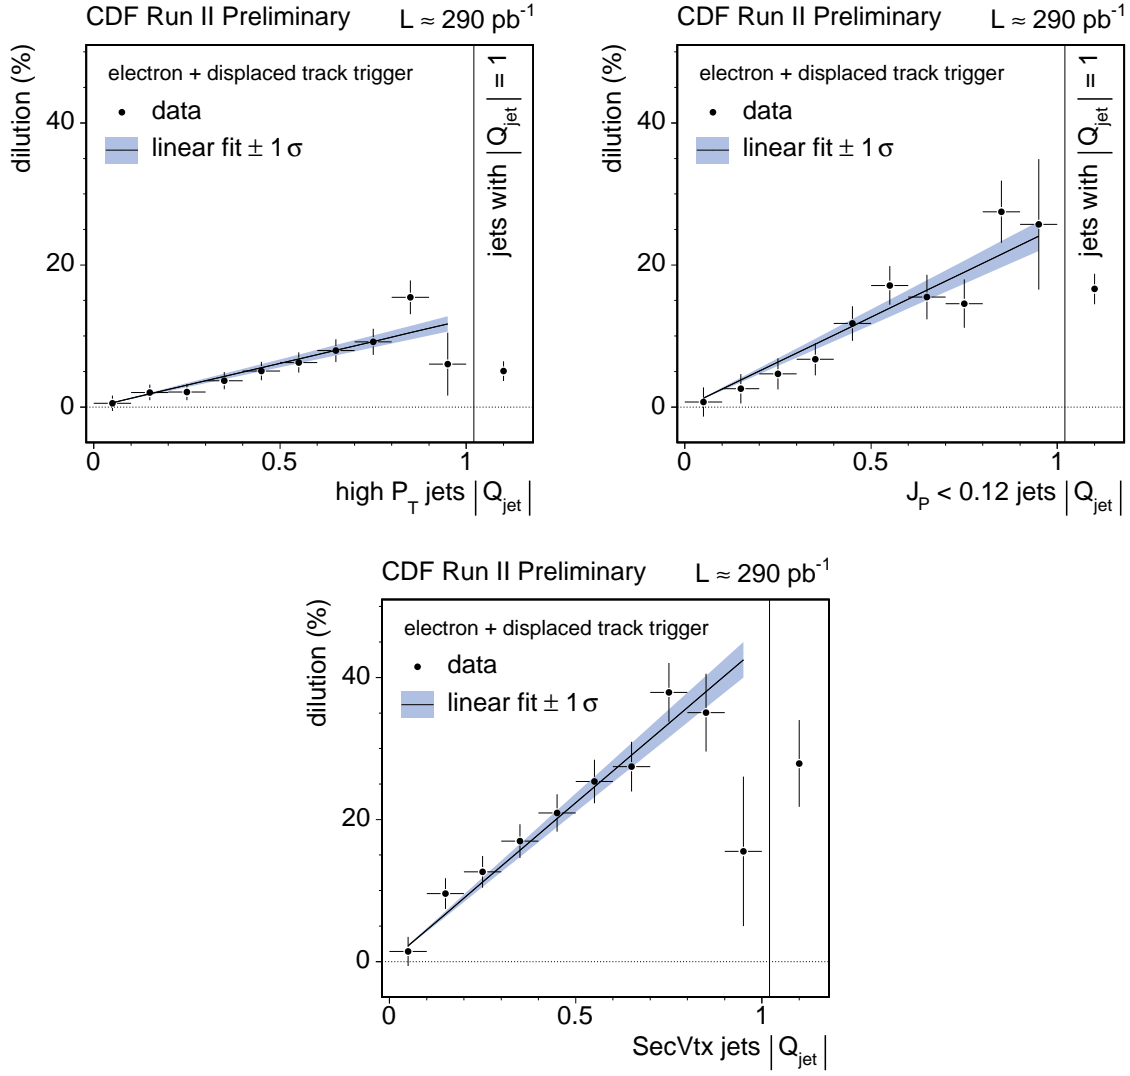 CDF Run II Preliminary L ≈ 290 pb-1
electron + displaced track trigger
data
linear fit ± 1 σ
jets with |Qjet| = 1
dilution (%)
40
20
0
0 0.5 1
high PT jets |Qjet|
CDF Run II Preliminary L ≈ 290 pb-1
electron + displaced track trigger
data
linear fit ± 1 σ
jets with |Qjet| = 1
dilution (%)
40
20
0
0 0.5 1
JP < 0.12 jets |Qjet|
CDF Run II Preliminary L ≈ 290 pb-1
electron + displaced track trigger
data
linear fit ± 1 σ
dilution (%)
40
20
0
0 0.5 1
SecVtx jets |Qjet|